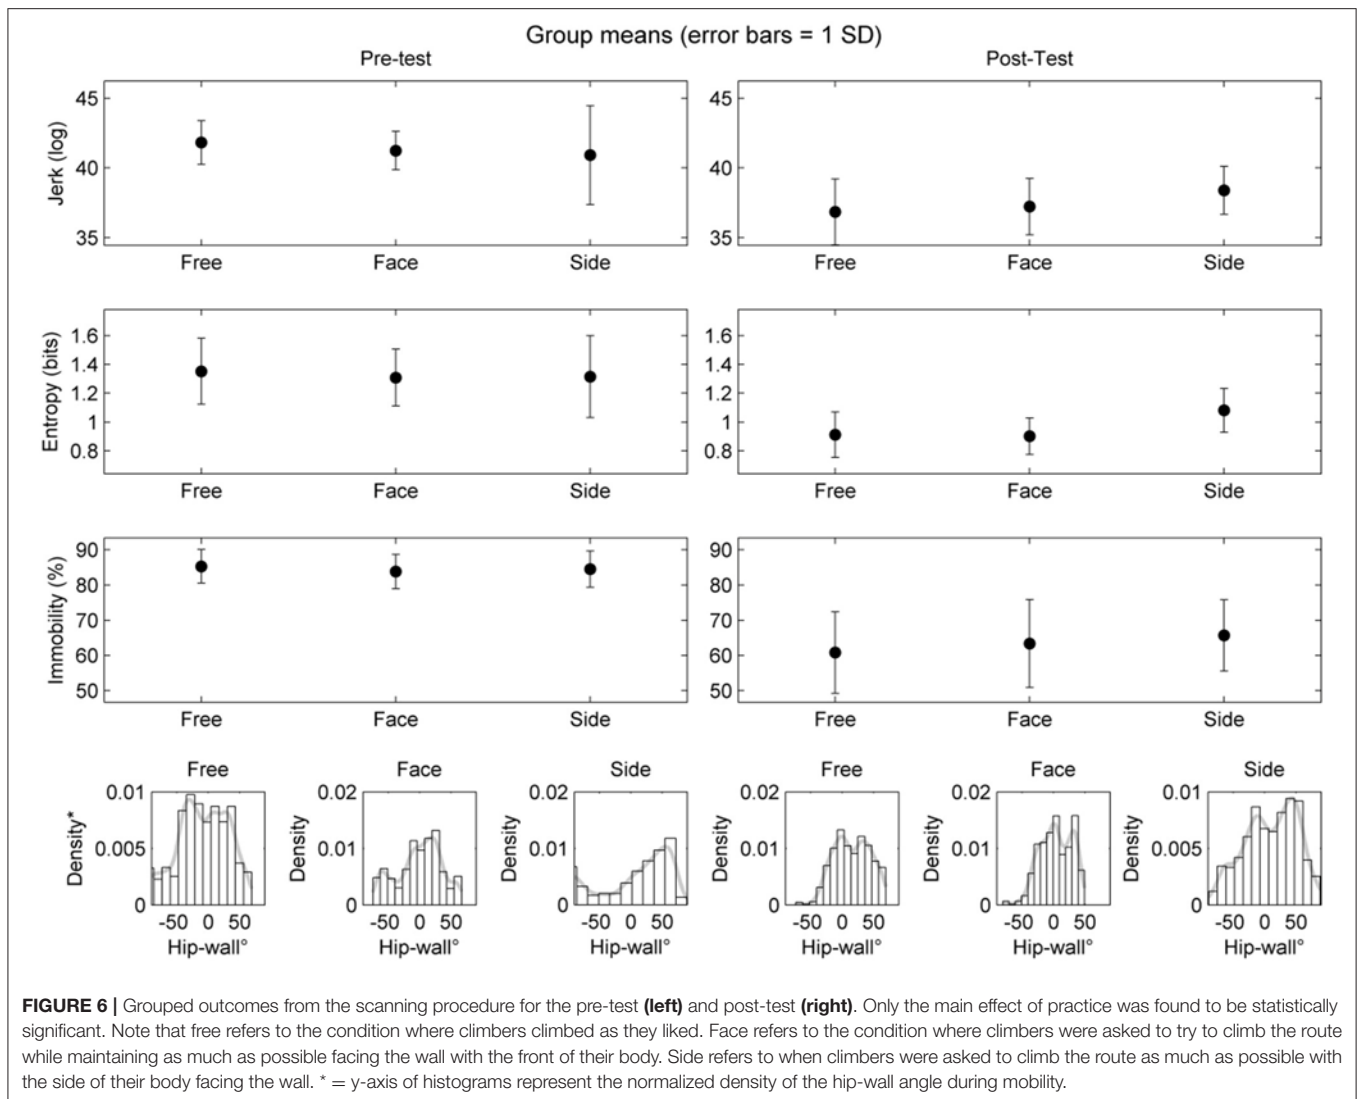 Group means (error bars = 1 SD)
Pre-test
Post-Test
Jerk (log)
45
40
35
Free Face Side
45
40
35
Free Face Side
Entropy (bits)
1.6
1.4
1.2
1
0.8
Free Face Side
1.6
1.4
1.2
1
0.8
Free Face Side
Immobility (%)
90
80
70
60
50
Free Face Side
90
80
70
60
50
Free Face Side
Free
Density*
0.01
0.005
0
-50 0 50
Hip-wall°
Face
Density
0.02
0.01
0
-50 0 50
Hip-wall°
Side
Density
0.02
0.01
0
-50 0 50
Hip-wall°
Free
Density
0.02
0.01
0
-50 0 50
Hip-wall°
Face
Density
0.02
0.01
0
-50 0 50
Hip-wall°
Side
Density
0.01
0.005
0
-50 0 50
Hip-wall°
FIGURE 6 | Grouped outcomes from the scanning procedure for the pre-test (left) and post-test (right). Only the main effect of practice was found to be statistically
significant. Note that free refers to the condition where climbers climbed as they liked. Face refers to the condition where climbers were asked to try to climb the route
while maintaining as much as possible facing the wall with the front of their body. Side refers to when climbers were asked to climb the route as much as possible with
the side of their body facing the wall. * = y-axis of histograms represent the normalized density of the hip-wall angle during mobility.